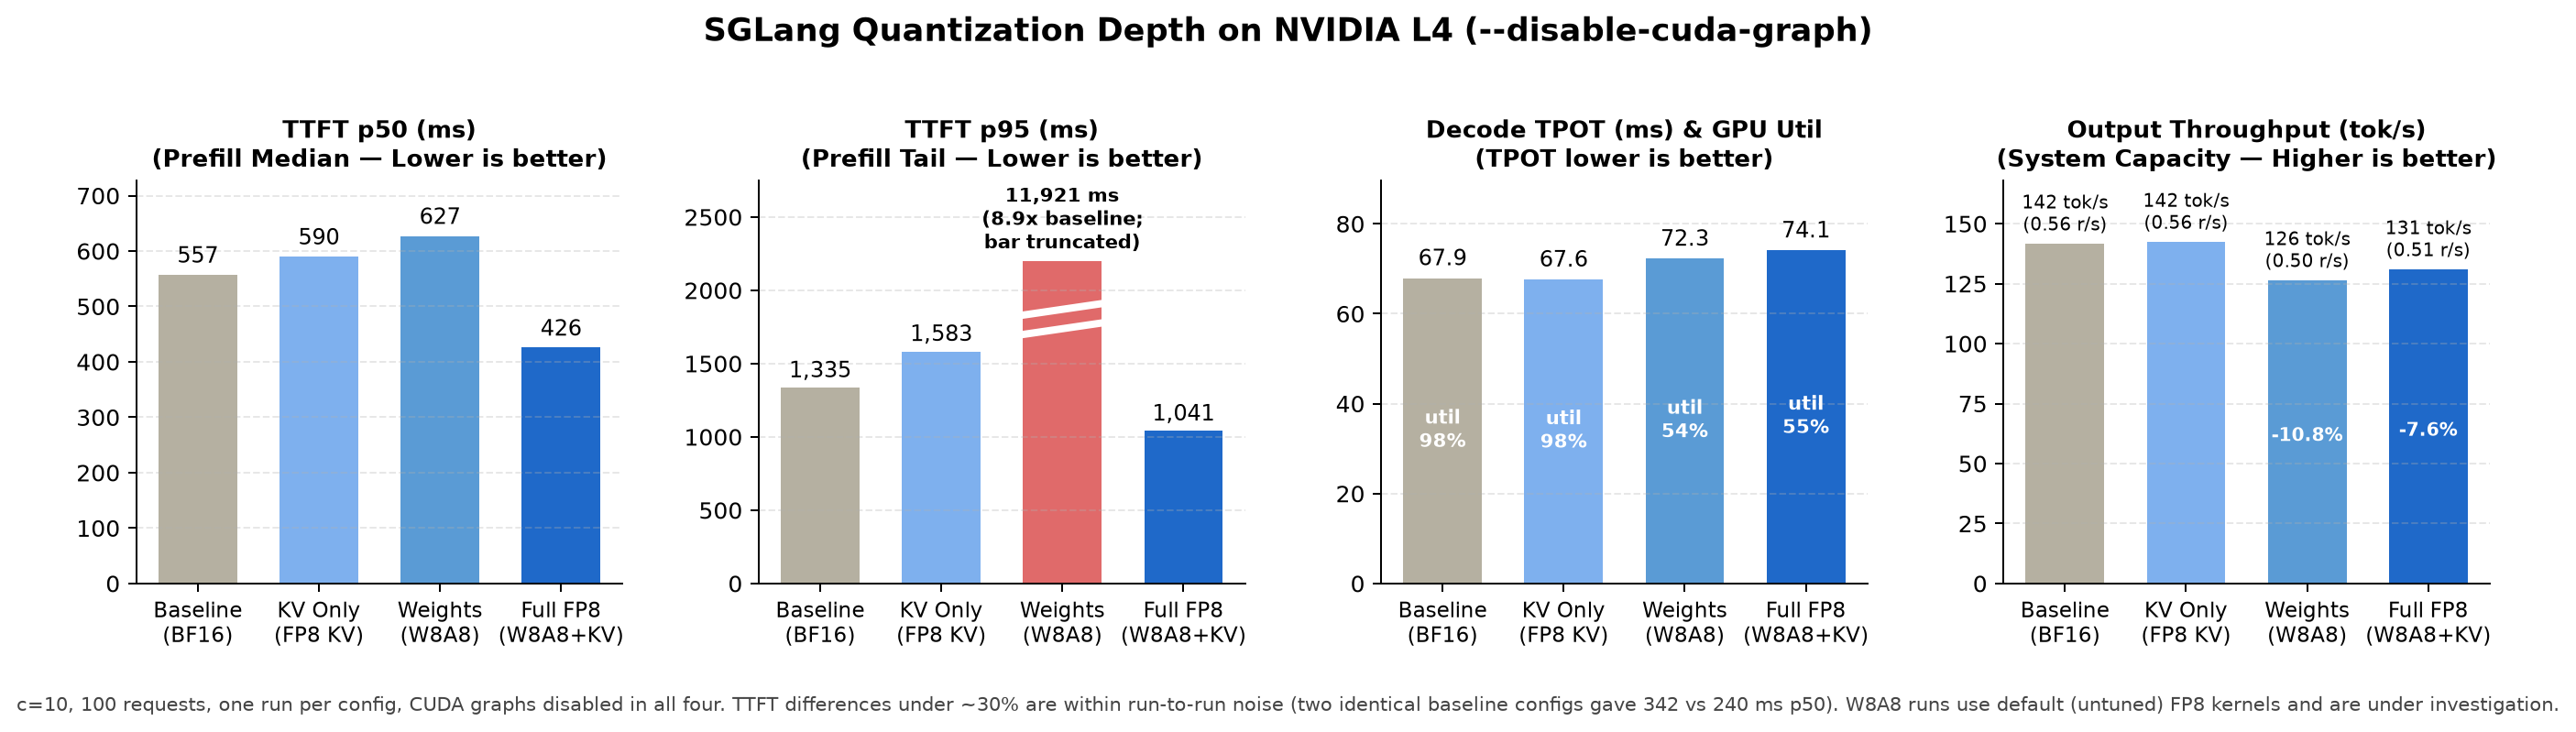 SGLang Quantization Depth on NVIDIA L4 (--disable-cuda-graph)
TTFT p50 (ms)
(Prefill Median — Lower is better)
700
600
500
400
300
200
100
0
557
590
627
426
Baseline
(BF16)
KV Only
(FP8 KV)
Weights
(W8A8)
Full FP8
(W8A8+KV)
TTFT p95 (ms)
(Prefill Tail — Lower is better)
2500
2000
1500
1000
500
0
1,335
1,583
11,921 ms
(8.9x baseline;
bar truncated)
1,041
Baseline
(BF16)
KV Only
(FP8 KV)
Weights
(W8A8)
Full FP8
(W8A8+KV)
Decode TPOT (ms) & GPU Util
(TPOT lower is better)
80
60
40
20
0
67.9
util
98%
67.6
util
98%
72.3
util
54%
74.1
util
55%
Baseline
(BF16)
KV Only
(FP8 KV)
Weights
(W8A8)
Full FP8
(W8A8+KV)
Output Throughput (tok/s)
(System Capacity — Higher is better)
150
125
100
75
50
25
0
142 tok/s
(0.56 r/s)
142 tok/s
(0.56 r/s)
126 tok/s
(0.50 r/s)
-10.8%
131 tok/s
(0.51 r/s)
-7.6%
Baseline
(BF16)
KV Only
(FP8 KV)
Weights
(W8A8)
Full FP8
(W8A8+KV)
c=10, 100 requests, one run per config, CUDA graphs disabled in all four. TTFT differences under ~30% are within run-to-run noise (two identical baseline configs gave 342 vs 240 ms p50). W8A8 runs use default (untuned) FP8 kernels and are under investigation.